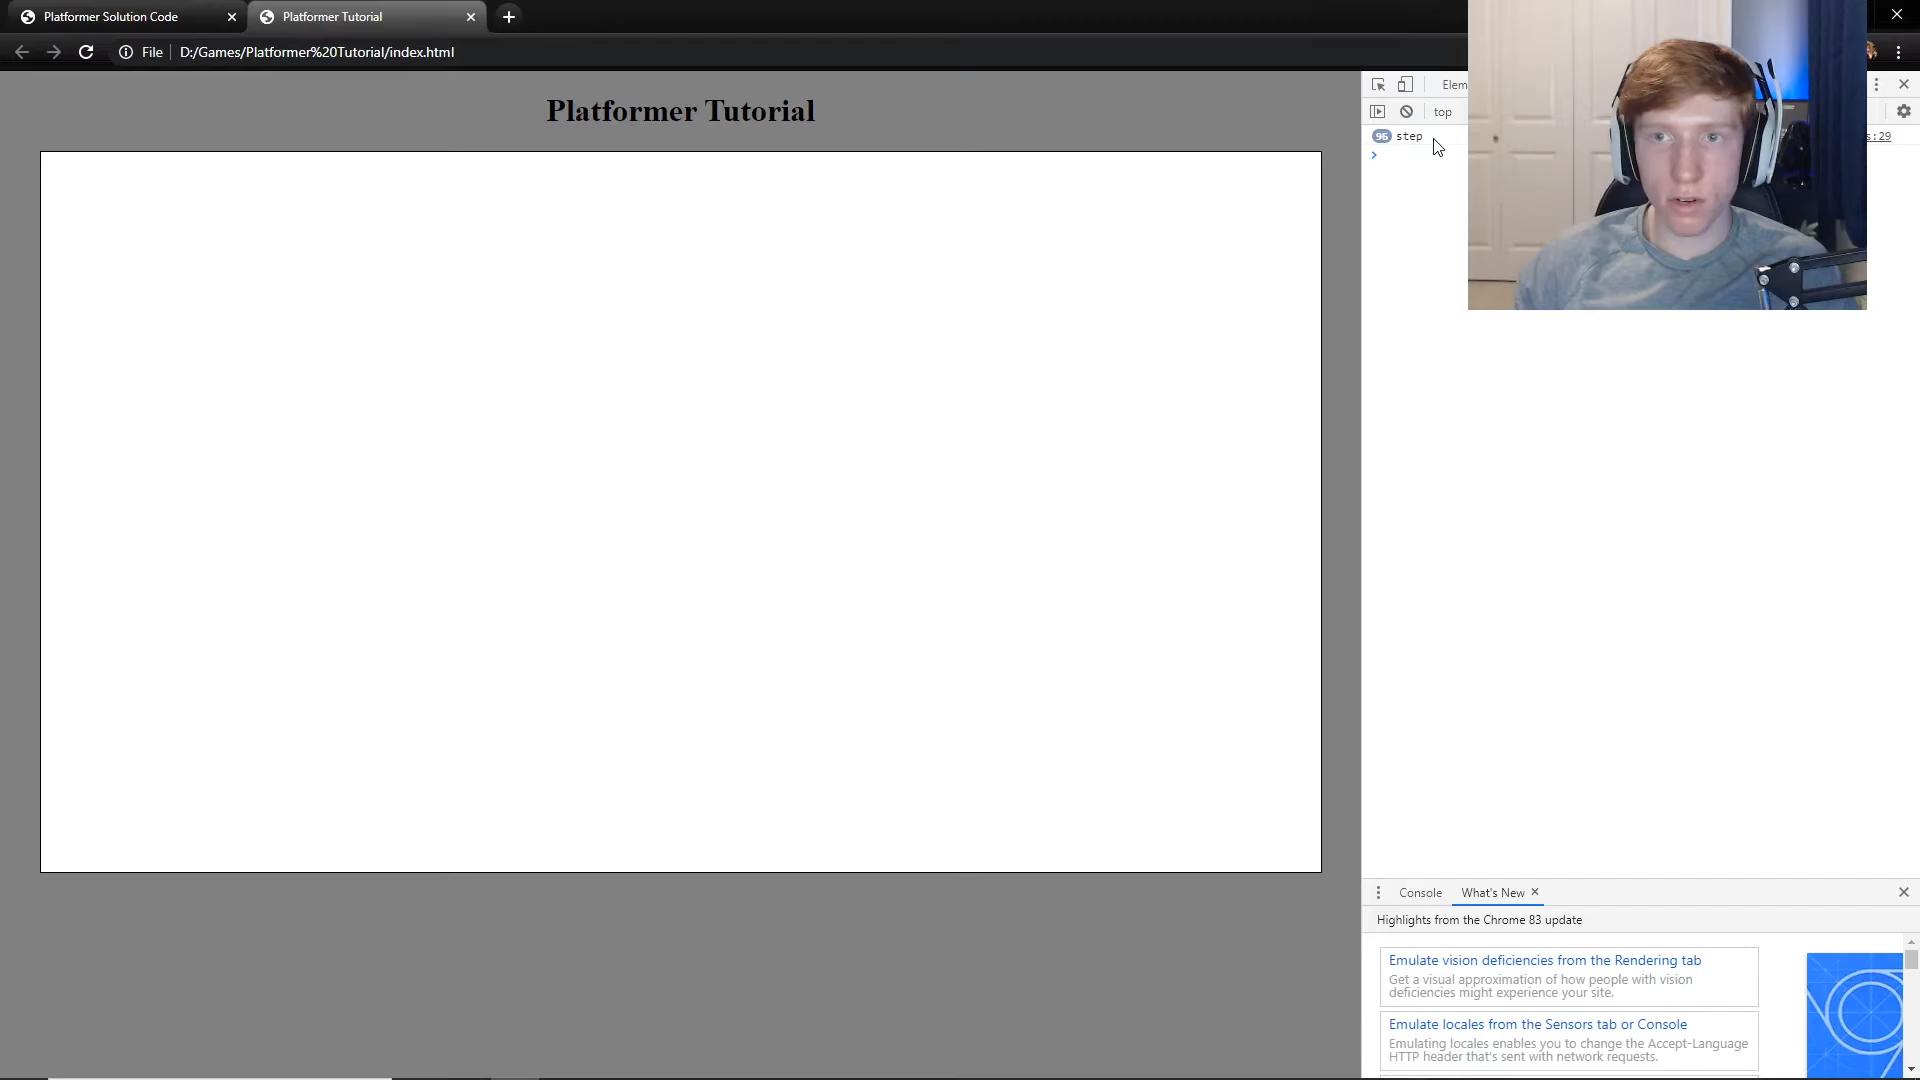 Platformer Solution Code
Platformer Tutorial
File D:/Games/Platformer%20Tutorial/index.html
Platformer Tutorial
Elem
top
96 step
s:29
Console What's New
Highlights from the Chrome 83 update
Emulate vision deficiencies from the Rendering tab
Get a visual approximation of how people with vision
deficiencies might experience your site.
Emulate locales from the Sensors tab or Console
Emulating locales enables you to change the Accept-Language
HTTP header that's sent with network requests.